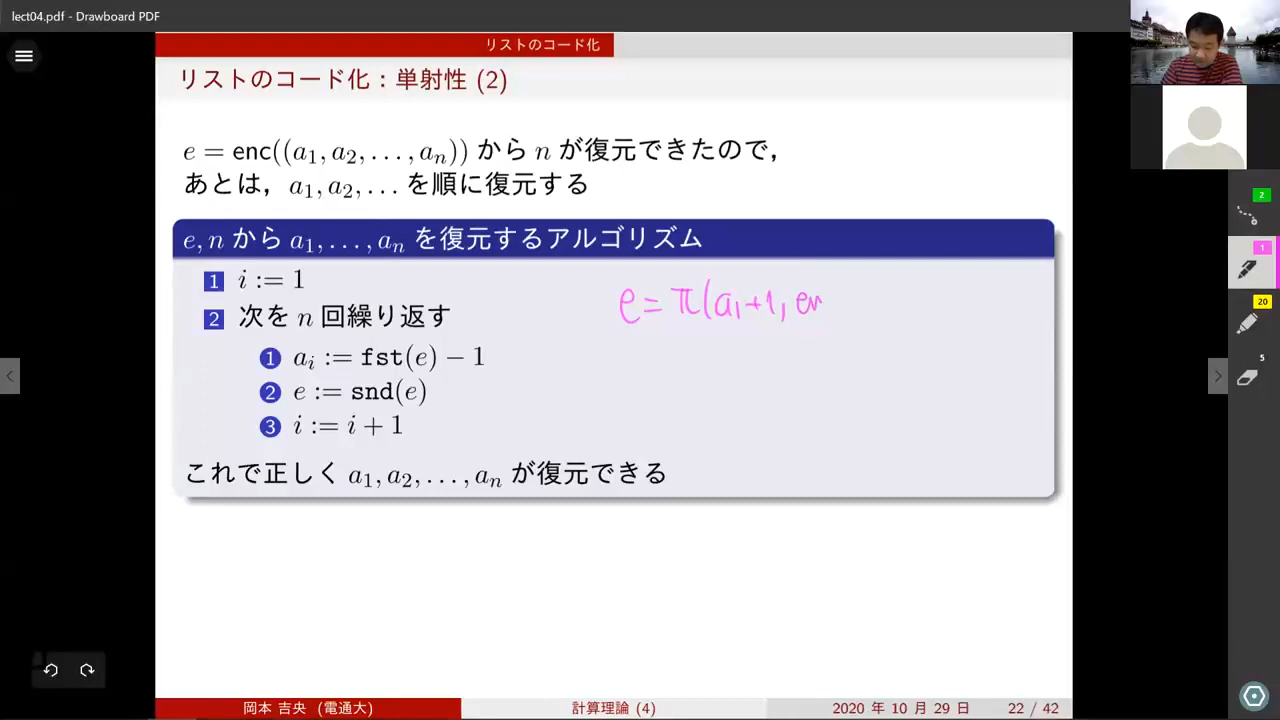 lect04.pdf - Drawboard PDF
リストのコード化
リストのコード化：単射性 (2)
e = enc((a₁, a₂, . . . , aₙ)) から n が復元できたので，
あとは，a₁, a₂, . . . を順に復元する
e, n から a₁, . . . , aₙ を復元するアルゴリズム
1 i := 1
2 次を n 回繰り返す
1 aᵢ := fst(e) − 1
2 e := snd(e)
3 i := i + 1
これで正しく a₁, a₂, . . . , aₙ が復元できる
e = π(a₁+1, en
2
1
20
5
岡本 吉央 (電通大)
計算理論 (4)
2020 年 10 月 29 日
22 / 42